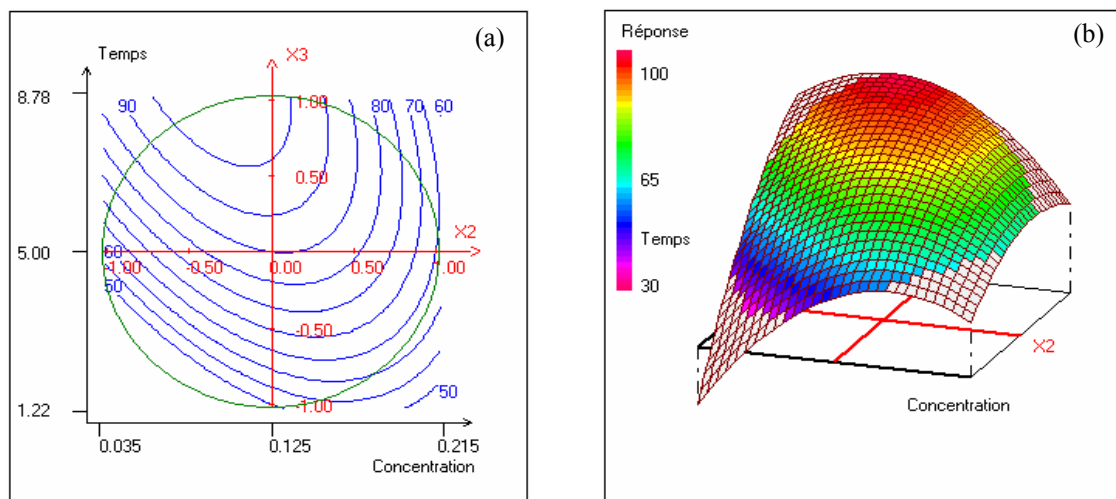 (a)
Temps
X3
8.78
90
1.00
80
70
60
0.50
X2
5.00
60
-1.00
-0.50
0.00
0.50
1.00
50
-0.50
50
1.22
-1.00
0.035
0.125
0.215
Concentration
(b)
Réponse
100
65
Temps
30
X2
Concentration